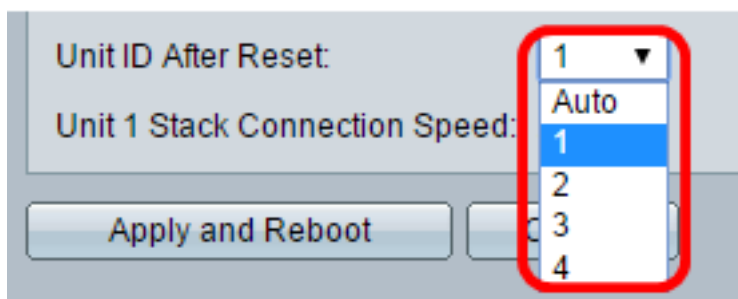 Unit ID After Reset: 1 ▼
Auto
Unit 1 Stack Connection Speed:
1
2
Apply and Reboot
3
4